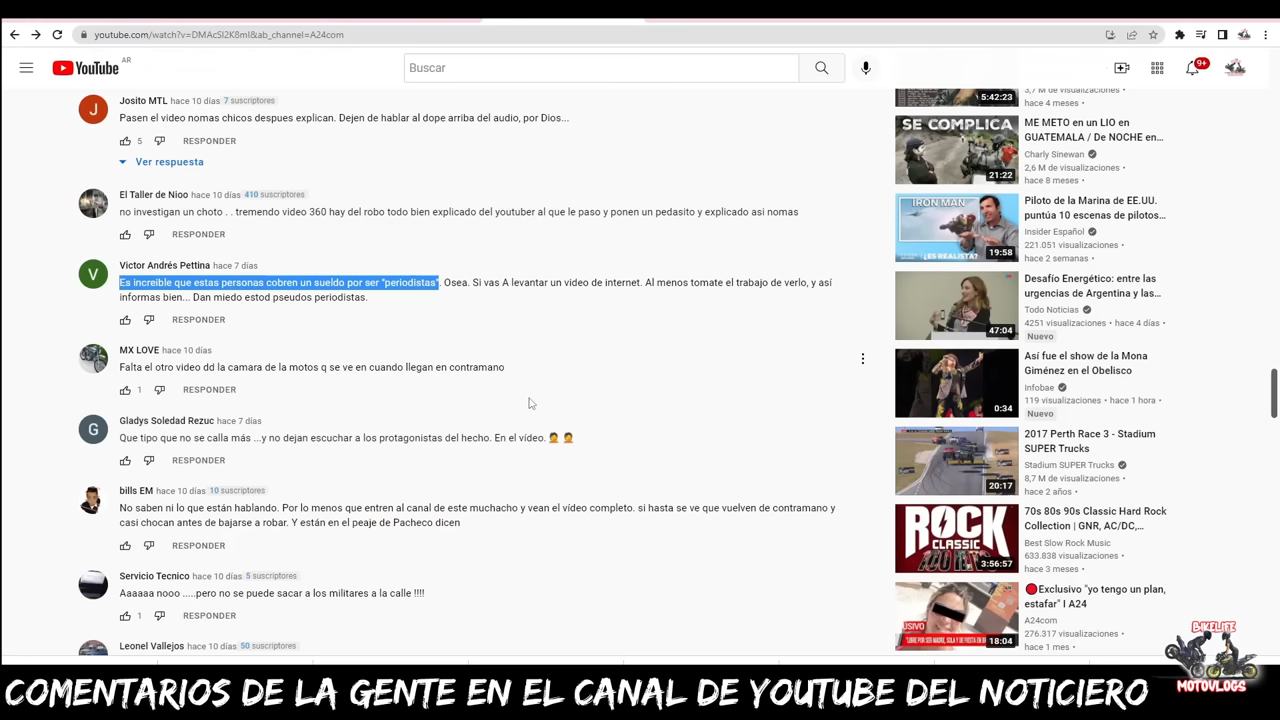 youtube.com/watch?v=DMAcSI2K8mI&ab_channel=A24com
YouTube AR
Buscar
9+
Josito MTL hace 10 días 7 suscriptores
Pasen el video nomas chicos despues explican. Dejen de hablar al dope arriba del audio, por Dios...
5 RESPONDER
Ver respuesta
El Taller de Nioo hace 10 días 410 suscriptores
no investigan un choto . . tremendo video 360 hay del robo todo bien explicado del youtuber al que le paso y ponen un pedasito y explicado asi nomas
RESPONDER
Victor Andrés Pettina hace 7 días
V
Es increible que estas personas cobren un sueldo por ser "periodistas". Osea. Si vas A levantar un video de internet. Al menos tomate el trabajo de verlo, y así
informas bien... Dan miedo estod pseudos periodistas.
RESPONDER
MX LOVE hace 10 días
Falta el otro video dd la camara de la motos q se ve en cuando llegan en contramano
1 RESPONDER
Gladys Soledad Rezuc hace 7 días
G
Que tipo que no se calla más ...y no dejan escuchar a los protagonistas del hecho. En el vídeo. 🤦 🤦
RESPONDER
bills EM hace 10 días 10 suscriptores
No saben ni lo que están hablando. Por lo menos que entren al canal de este muchacho y vean el vídeo completo. si hasta se ve que vuelven de contramano y
casi chocan antes de bajarse a robar. Y están en el peaje de Pacheco dicen
RESPONDER
Servicio Tecnico hace 10 días 5 suscriptores
Aaaaaa nooo .....pero no se puede sacar a los militares a la calle !!!!
1 RESPONDER
Leonel Vallejos hace 10 días 50 suscriptores
J
5:42:23
3,7 M de visualizaciones •
hace 4 meses •
SE COMPLICA
21:22
ME METO en un LIO en
GUATEMALA / De NOCHE en...
Charly Sinewan
2,6 M de visualizaciones •
hace 8 meses •
IRON MAN
¿ES REALISTA?
19:58
Piloto de la Marina de EE.UU.
puntúa 10 escenas de pilotos...
Insider Español
221.051 visualizaciones •
hace 2 semanas •
47:04
Desafío Energético: entre las
urgencias de Argentina y las...
Todo Noticias
4251 visualizaciones • hace 4 días •
Nuevo
0:34
Así fue el show de la Mona
Giménez en el Obelisco
Infobae
119 visualizaciones • hace 1 hora •
Nuevo
20:17
2017 Perth Race 3 - Stadium
SUPER Trucks
Stadium SUPER Trucks
8,7 M de visualizaciones •
hace 2 años •
ROCK
CLASSIC
3:56:57
70s 80s 90s Classic Hard Rock
Collection | GNR, AC/DC,...
Best Slow Rock Music
633.838 visualizaciones •
hace 3 meses •
18:04
🔴Exclusivo "yo tengo un plan,
estafar" I A24
A24com
276.317 visualizaciones •
hace 1 mes •
BIKELIFE
MOTOVLOGS
COMENTARIOS DE LA GENTE EN EL CANAL DE YOUTUBE DEL NOTICIERO